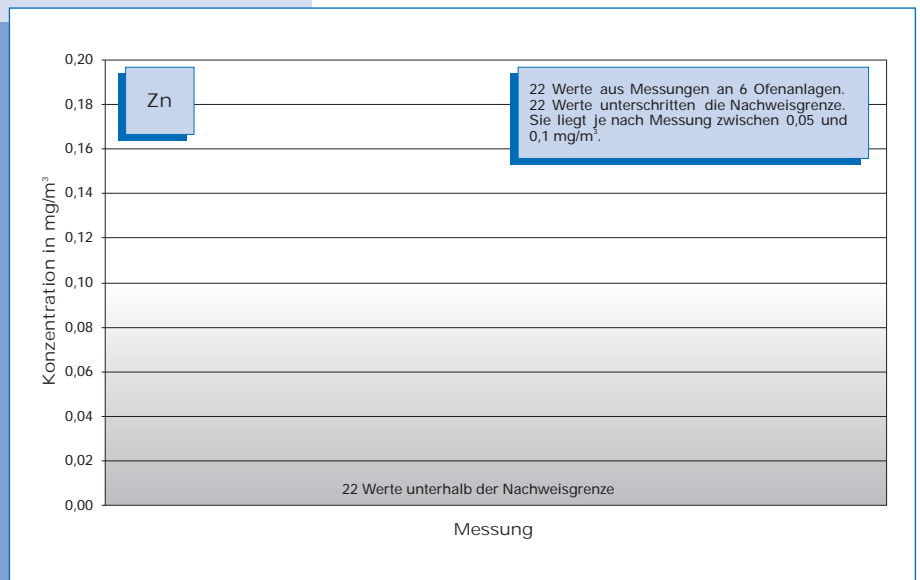 0,20
Zn
22 Werte aus Messungen an 6 Ofenanlagen.
22 Werte unterschritten die Nachweisgrenze.
Sie liegt je nach Messung zwischen 0,05 und
0,1 mg/m³.
0,18
0,16
0,14
0,12
0,10
0,08
0,06
0,04
0,02
0,00
Konzentration in mg/m³
22 Werte unterhalb der Nachweisgrenze
Messung